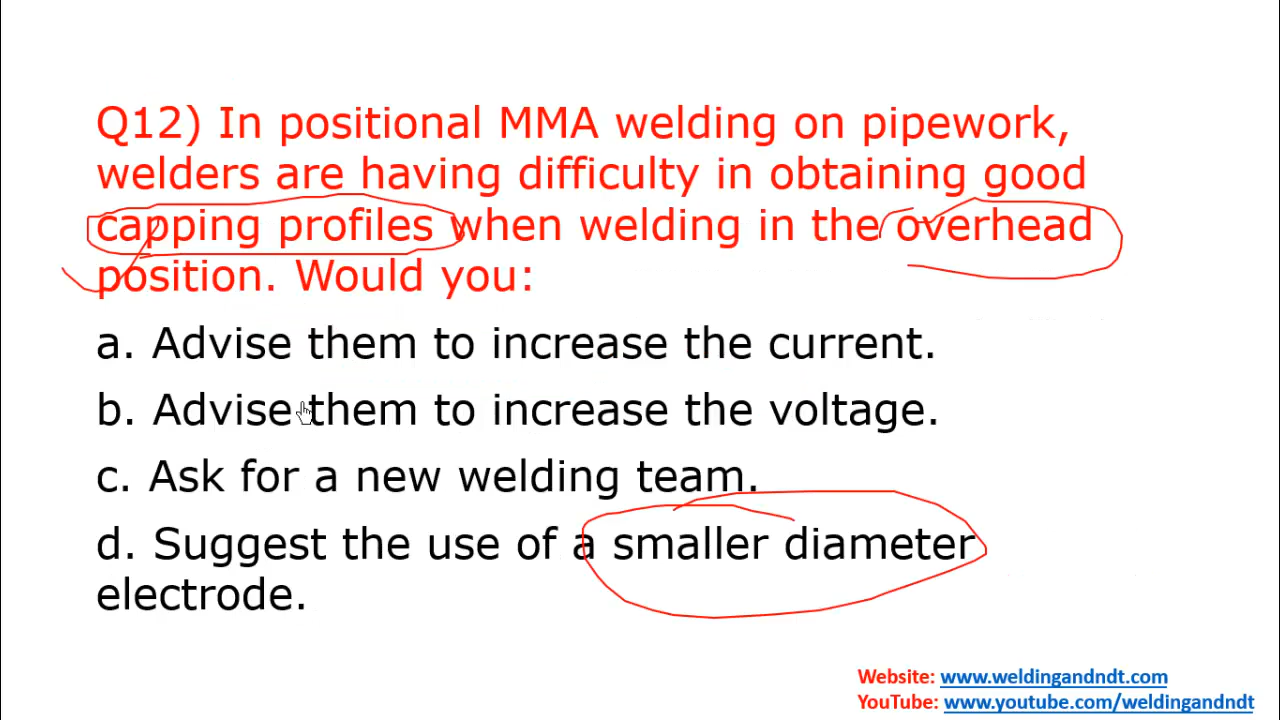 Q12) In positional MMA welding on pipework,
welders are having difficulty in obtaining good
capping profiles when welding in the overhead
position. Would you:
a. Advise them to increase the current.
b. Advise them to increase the voltage.
c. Ask for a new welding team.
d. Suggest the use of a smaller diameter
electrode.
Website: www.weldingandndt.com
YouTube: www.youtube.com/weldingandndt